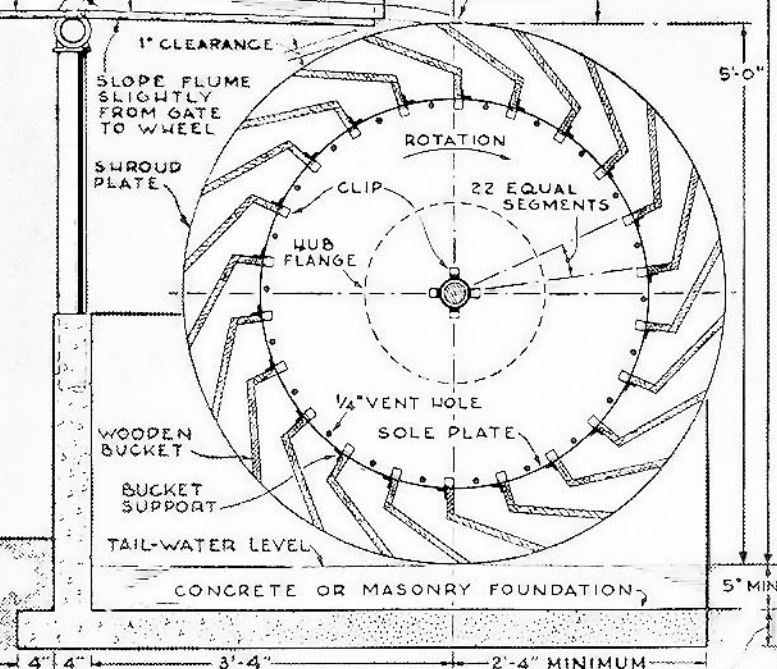 1" CLEARANCE
5'-0"
SLOPE FLUME
SLIGHTLY
FROM GATE
TO WHEEL
ROTATION
SHROUD
PLATE
CLIP
22 EQUAL
SEGMENTS
HUB
FLANGE
1/4" VENT HOLE
WOODEN
BUCKET
SOLE PLATE
BUCKET
SUPPORT
TAIL-WATER LEVEL
CONCRETE OR MASONRY FOUNDATION
5" MIN
4" 4" 3'-4" 2'-4" MINIMUM